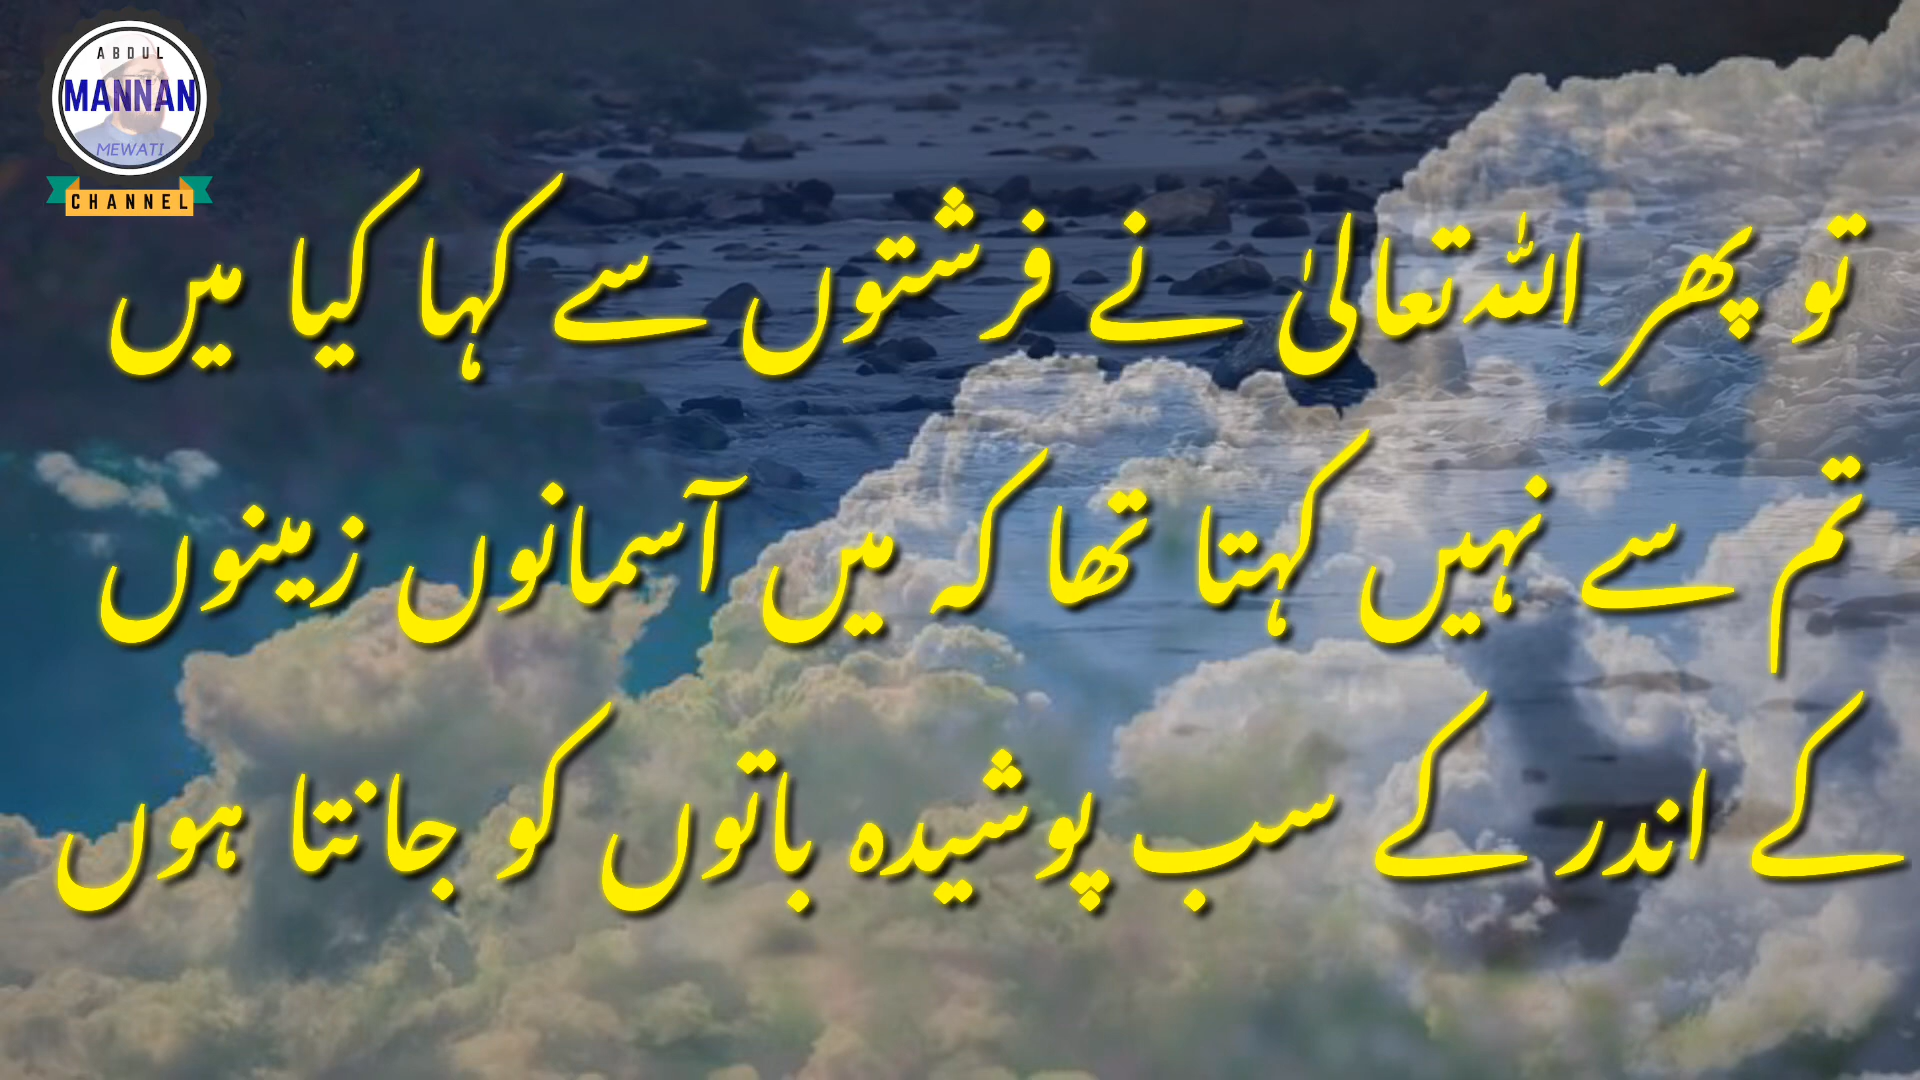 ABDUL
MANNAN
MEWATI
CHANNEL
تو پھر اللہ تعالیٰ نے فرشتوں سے کہا کیا میں
تم سے نہیں کہتا تھا کہ میں آسمانوں زمینوں
کے اندر کے سب پوشیدہ باتوں کو جانتا ہوں